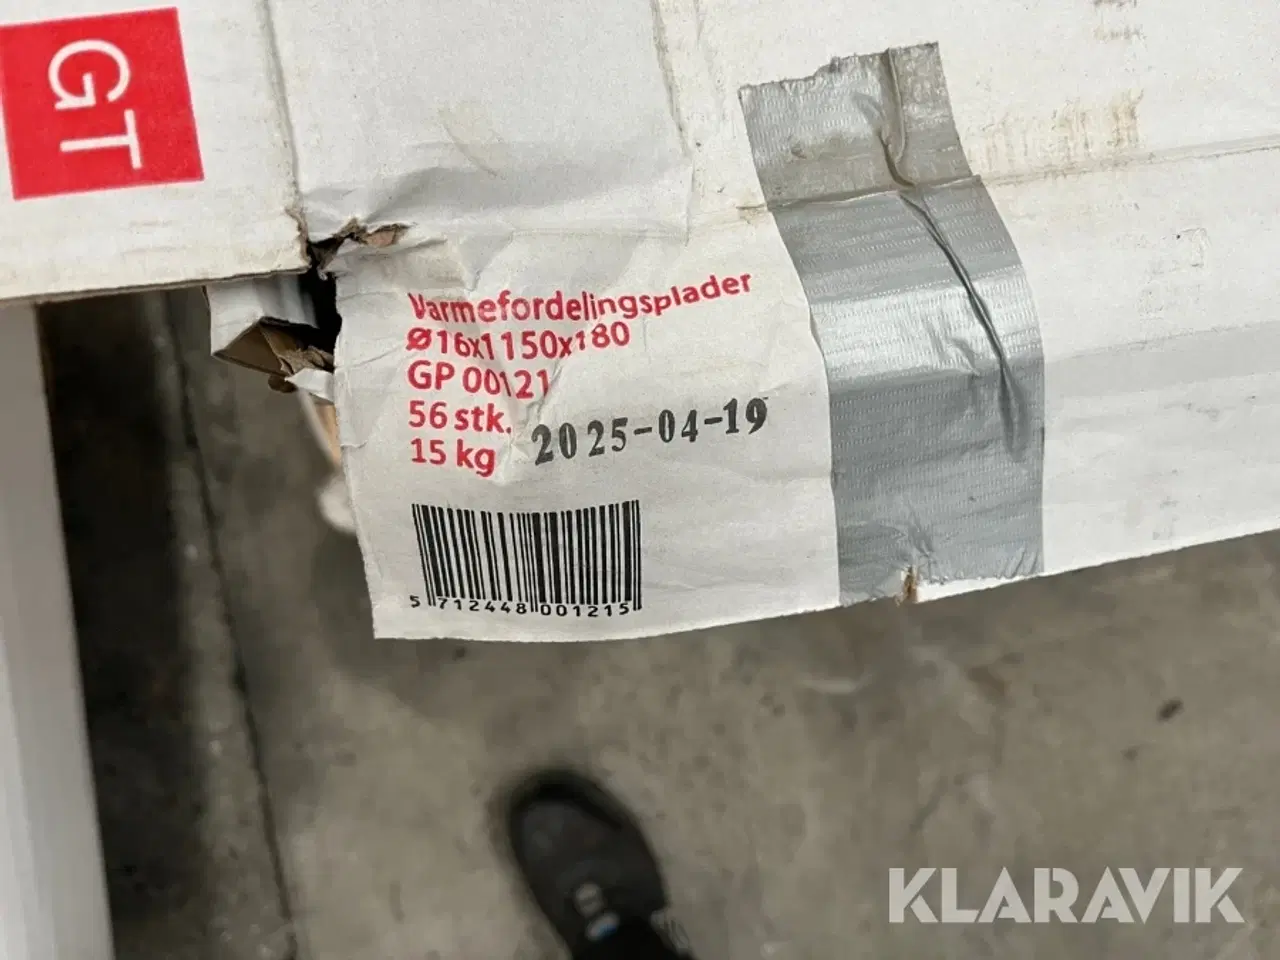 GT
Varmefordelingsplader
Ø16x1150x180
GP 00121
56 stk.
15 kg
2025-04-19
5 712448 001215
KLARAVIK